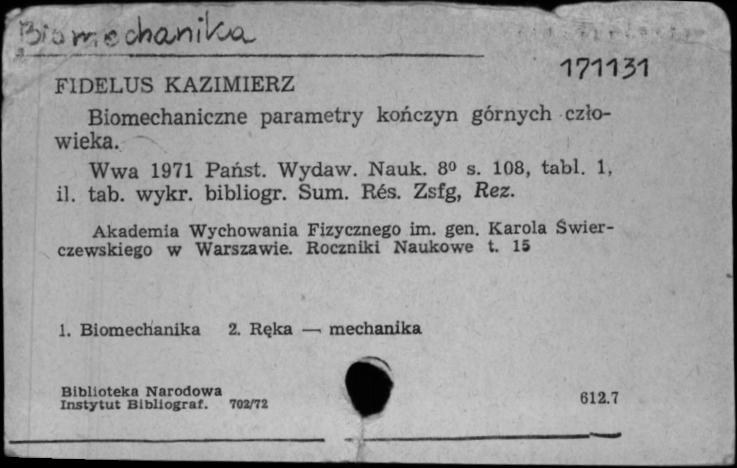 Biomechanika
171131
FIDELUS KAZIMIERZ
Biomechaniczne parametry kończyn górnych czło-
wieka.
Wwa 1971 Państ. Wydaw. Nauk. 8⁰ s. 108, tabl. 1,
il. tab. wykr. bibliogr. Sum. Rés. Zsfg, Rez.
Akademia Wychowania Fizycznego im. gen. Karola Świer-
czewskiego w Warszawie. Roczniki Naukowe t. 15
1. Biomechanika 2. Ręka — mechanika
Biblioteka Narodowa
Instytut Bibliograf. 702/72
612.7